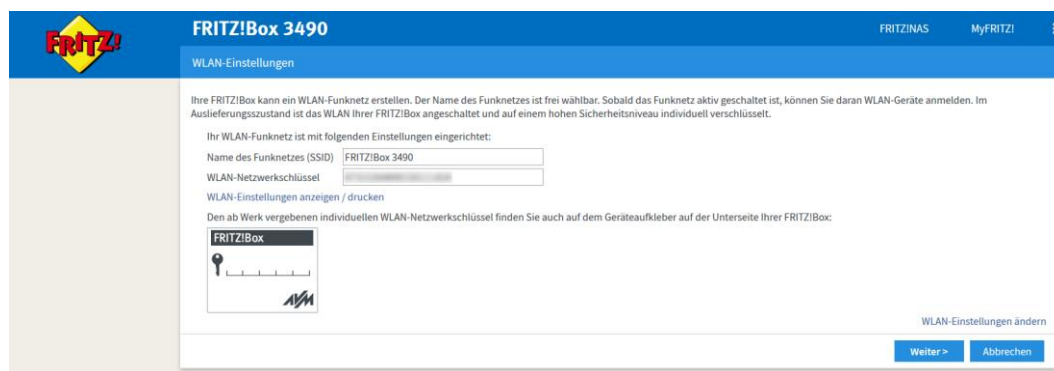 FRITZ!
FRITZ!Box 3490
FRITZ!NAS
MyFRITZ!
WLAN-Einstellungen
Ihre FRITZ!Box kann ein WLAN-Funknetz erstellen. Der Name des Funknetzes ist frei wählbar. Sobald das Funknetz aktiv geschaltet ist, können Sie daran WLAN-Geräte anmelden. Im
Auslieferungszustand ist das WLAN Ihrer FRITZ!Box angeschaltet und auf einem hohen Sicherheitsniveau individuell verschlüsselt.
Ihr WLAN-Funknetz ist mit folgenden Einstellungen eingerichtet:
Name des Funknetzes (SSID) FRITZ!Box 3490
WLAN-Netzwerkschlüssel
WLAN-Einstellungen anzeigen / drucken
Den ab Werk vergebenen individuellen WLAN-Netzwerkschlüssel finden Sie auch auf dem Geräteaufkleber auf der Unterseite Ihrer FRITZ!Box:
FRITZ!Box
AVM
WLAN-Einstellungen ändern
Weiter > Abbrechen